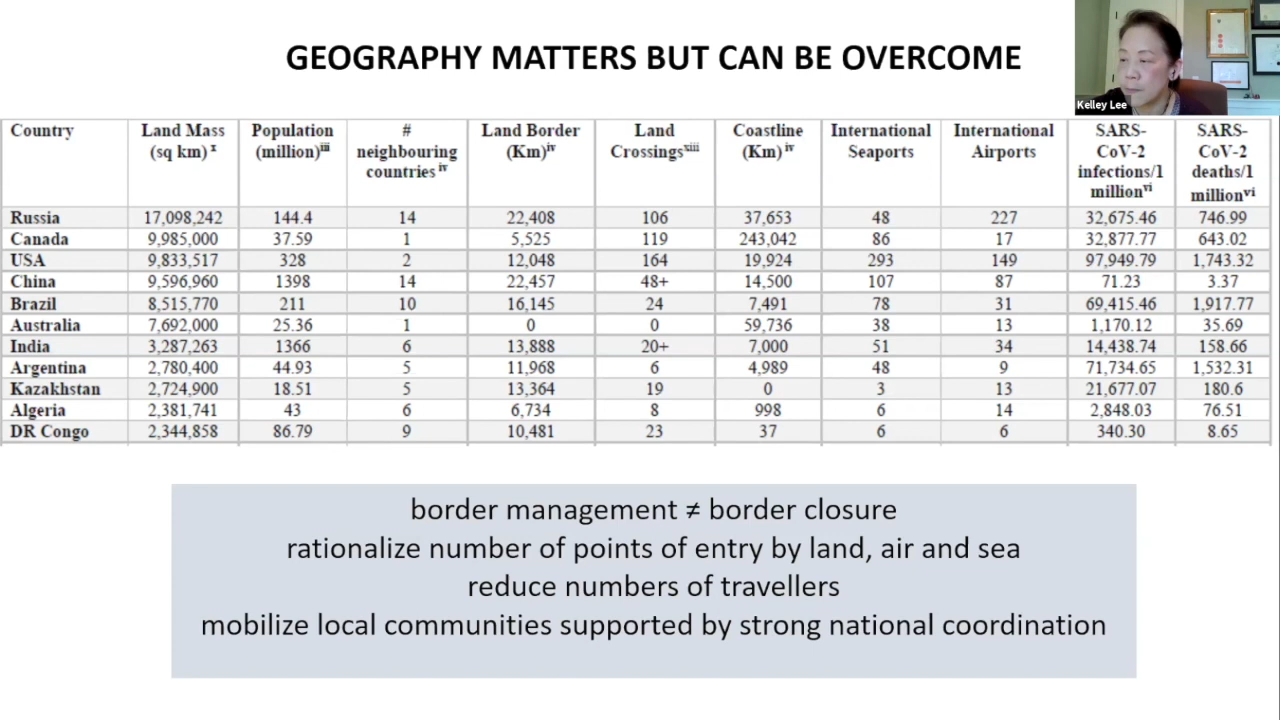 GEOGRAPHY MATTERS BUT CAN BE OVERCOME
Kelley Lee
Country | Land Mass (sq km) x | Population (million)iii | # neighbouring countries iv | Land Border (Km)iv | Land Crossingsxiii | Coastline (Km) iv | International Seaports | International Airports | SARS-CoV-2 infections/1 millionvi | SARS-CoV-2 deaths/1 millionvi
Russia | 17,098,242 | 144.4 | 14 | 22,408 | 106 | 37,653 | 48 | 227 | 32,675.46 | 746.99
Canada | 9,985,000 | 37.59 | 1 | 5,525 | 119 | 243,042 | 86 | 17 | 32,877.77 | 643.02
USA | 9,833,517 | 328 | 2 | 12,048 | 164 | 19,924 | 293 | 149 | 97,949.79 | 1,743.32
China | 9,596,960 | 1398 | 14 | 22,457 | 48+ | 14,500 | 107 | 87 | 71.23 | 3.37
Brazil | 8,515,770 | 211 | 10 | 16,145 | 24 | 7,491 | 78 | 31 | 69,415.46 | 1,917.77
Australia | 7,692,000 | 25.36 | 1 | 0 | 0 | 59,736 | 38 | 13 | 1,170.12 | 35.69
India | 3,287,263 | 1366 | 6 | 13,888 | 20+ | 7,000 | 51 | 34 | 14,438.74 | 158.66
Argentina | 2,780,400 | 44.93 | 5 | 11,968 | 6 | 4,989 | 48 | 9 | 71,734.65 | 1,532.31
Kazakhstan | 2,724,900 | 18.51 | 5 | 13,364 | 19 | 0 | 3 | 13 | 21,677.07 | 180.6
Algeria | 2,381,741 | 43 | 6 | 6,734 | 8 | 998 | 6 | 14 | 2,848.03 | 76.51
DR Congo | 2,344,858 | 86.79 | 9 | 10,481 | 23 | 37 | 6 | 6 | 340.30 | 8.65
border management ≠ border closure
rationalize number of points of entry by land, air and sea
reduce numbers of travellers
mobilize local communities supported by strong national coordination